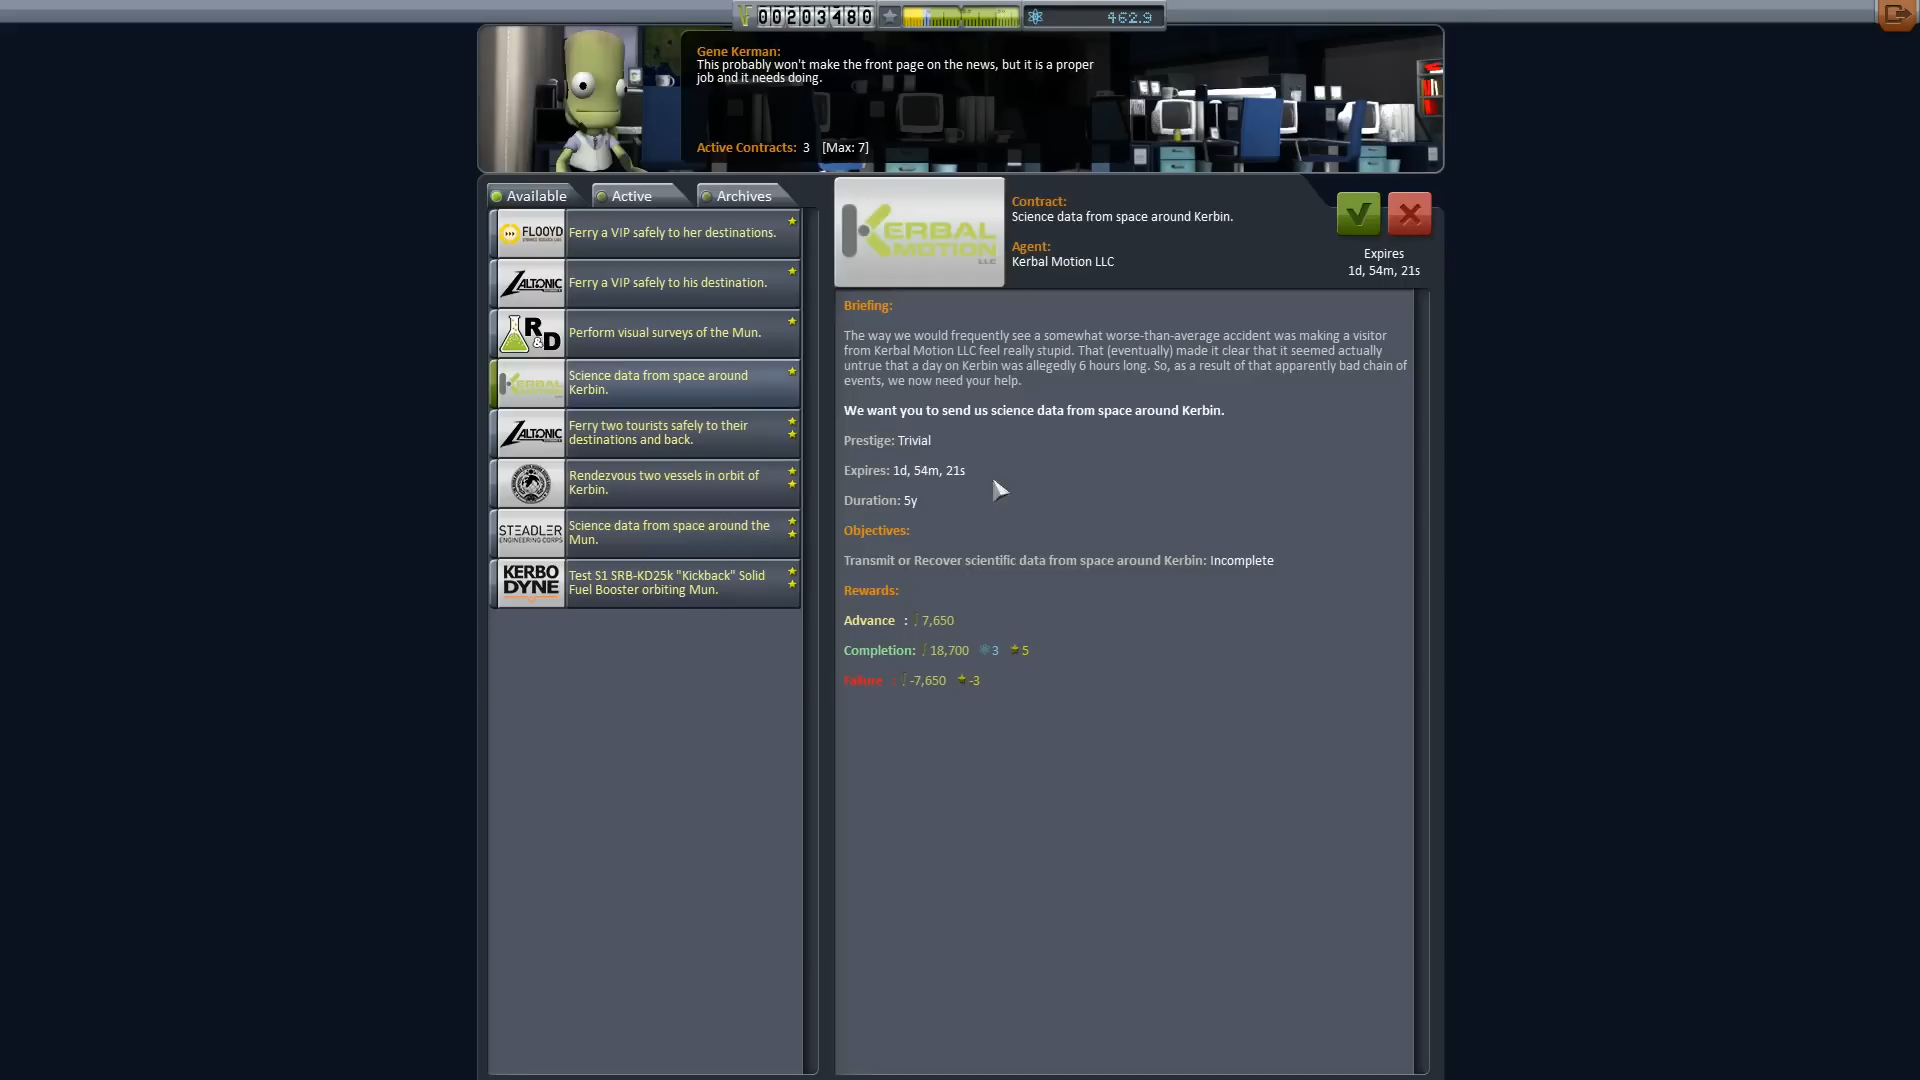 00203480
462.9
Gene Kerman:
This probably won't make the front page on the news, but it is a proper
job and it needs doing.
Active Contracts: 3 [Max: 7]
Available
Active
Archives
FLOOYD
Ferry a VIP safely to her destinations.
ZALTONIC
Ferry a VIP safely to his destination.
R&D
Perform visual surveys of the Mun.
KERBAL
Science data from space around
Kerbin.
ZALTONIC
Ferry two tourists safely to their
destinations and back.
Rendezvous two vessels in orbit of
Kerbin.
STEADLER
ENGINEERING CORPS
Science data from space around the
Mun.
KERBO
DYNE
Test S1 SRB-KD25k "Kickback" Solid
Fuel Booster orbiting Mun.
KERBAL
MOTION
LLC
Contract:
Science data from space around Kerbin.
Agent:
Kerbal Motion LLC
Expires
1d, 54m, 21s
Briefing:
The way we would frequently see a somewhat worse-than-average accident was making a visitor
from Kerbal Motion LLC feel really stupid. That (eventually) made it clear that it seemed actually
untrue that a day on Kerbin was allegedly 6 hours long. So, as a result of that apparently bad chain of
events, we now need your help.
We want you to send us science data from space around Kerbin.
Prestige: Trivial
Expires: 1d, 54m, 21s
Duration: 5y
Objectives:
Transmit or Recover scientific data from space around Kerbin: Incomplete
Rewards:
Advance : 7,650
Completion: 18,700 3 5
Failure : -7,650 -3